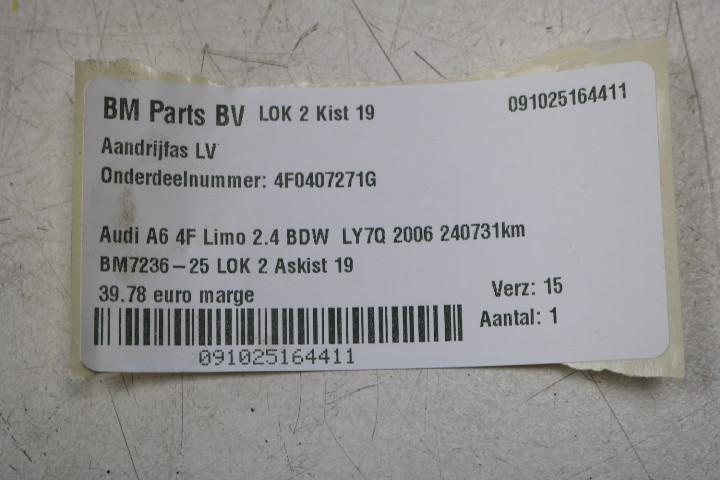 BM Parts BV LOK 2 Kist 19 091025164411
Aandrijfas LV
Onderdeelnummer: 4F0407271G
Audi A6 4F Limo 2.4 BDW LY7Q 2006 240731km
BM7236-25 LOK 2 Askist 19
39.78 euro marge Verz: 15
Aantal: 1
091025164411